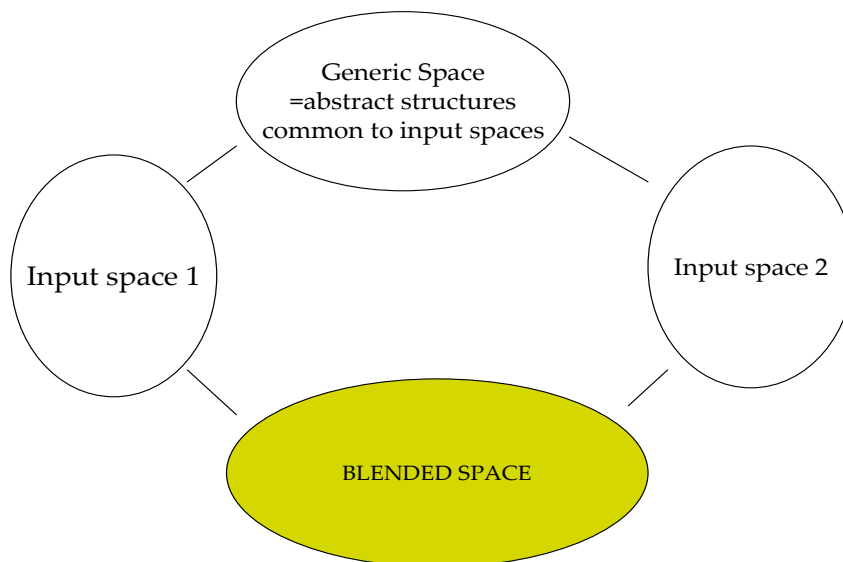 Generic Space
=abstract structures
common to input spaces
Input space 1
Input space 2
BLENDED SPACE